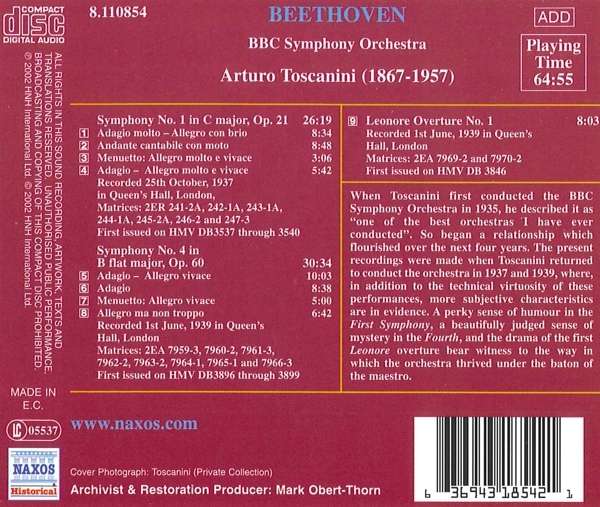 COMPACT
disc
DIGITAL AUDIO
8.110854
BEETHOVEN
BBC Symphony Orchestra
Arturo Toscanini (1867-1957)
ADD
Playing
Time
64:55
ALL RIGHTS IN THIS SOUND RECORDING, ARTWORK, TEXTS AND
TRANSLATIONS RESERVED. UNAUTHORISED PUBLIC PERFORMANCE,
BROADCASTING AND COPYING OF THIS COMPACT DISC PROHIBITED.
℗ 2002 HNH International Ltd. © 2002 HNH International Ltd.
Symphony No. 1 in C major, Op. 21 26:19
1 Adagio molto – Allegro con brio 8:34
2 Andante cantabile con moto 8:48
3 Menuetto: Allegro molto e vivace 3:06
4 Adagio – Allegro molto e vivace 5:42
Recorded 25th October, 1937
in Queen's Hall, London,
Matrices: 2ER 241-2A, 242-1A, 243-1A,
244-1A, 245-2A, 246-2 and 247-3
First issued on HMV DB3537 through 3540
Symphony No. 4 in
B flat major, Op. 60 30:34
5 Adagio – Allegro vivace 10:03
6 Adagio 8:38
7 Menuetto: Allegro vivace 5:00
8 Allegro ma non troppo 6:42
Recorded 1st June, 1939 in Queen's
Hall, London
Matrices: 2EA 7959-3, 7960-2, 7961-3,
7962-2, 7963-2, 7964-1, 7965-1 and 7966-3
First issued on HMV DB3896 through 3899
9 Leonore Overture No. 1 8:03
Recorded 1st June, 1939 in Queen's
Hall, London
Matrices: 2EA 7969-2 and 7970-2
First issued on HMV DB 3846
When Toscanini first conducted the BBC
Symphony Orchestra in 1935, he described it as
"one of the best orchestras I have ever
conducted". So began a relationship which
flourished over the next four years. The present
recordings were made when Toscanini returned
to conduct the orchestra in 1937 and 1939, where,
in addition to the technical virtuosity of these
performances, more subjective characteristics
are in evidence. A perky sense of humour in the
First Symphony, a beautifully judged sense of
mystery in the Fourth, and the drama of the first
Leonore overture bear witness to the way in
which the orchestra thrived under the baton of
the maestro.
MADE IN
E.C.
LC 05537
www.naxos.com
NAXOS
Historical
Cover Photograph: Toscanini (Private Collection)
Archivist & Restoration Producer: Mark Obert-Thorn
6 36943 18542 1